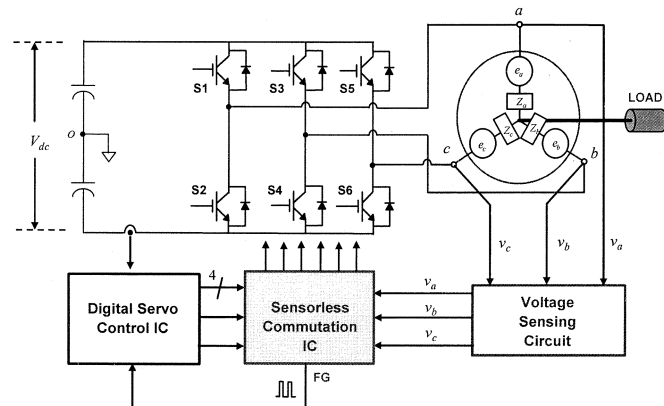 a
S1
S3
S5
e_a
Z_a
LOAD
V_dc
o
Z_c
Z_b
c
e_c
e_b
b
S2
S4
S6
v_c
v_b
v_a
4
Digital Servo
Control IC
Sensorless
Commutation
IC
v_a
v_b
v_c
Voltage
Sensing
Circuit
FG